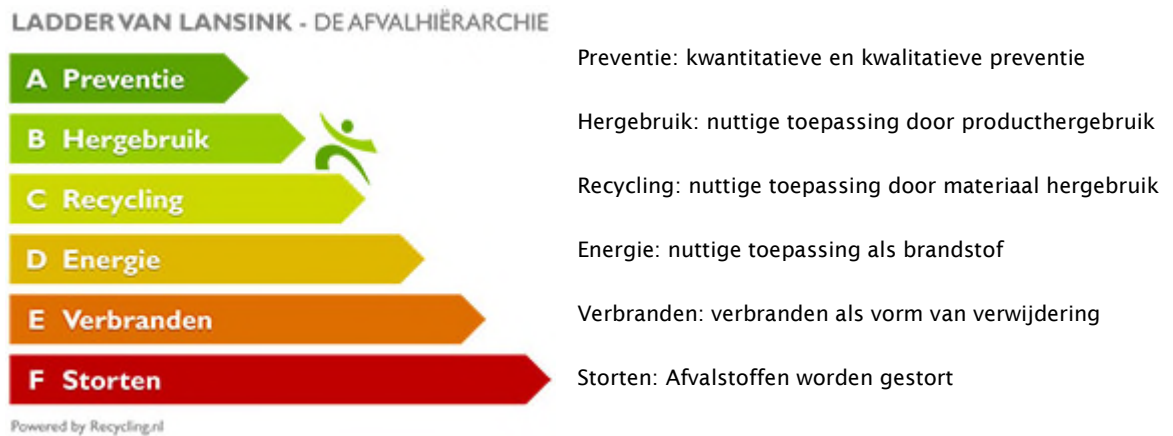 LADDER VAN LANSINK - DE AFVALHIËRARCHIE
A Preventie
Preventie: kwantitatieve en kwalitatieve preventie
B Hergebruik
Hergebruik: nuttige toepassing door producthergebruik
C Recycling
Recycling: nuttige toepassing door materiaal hergebruik
D Energie
Energie: nuttige toepassing als brandstof
E Verbranden
Verbranden: verbranden als vorm van verwijdering
F Storten
Storten: Afvalstoffen worden gestort
Powered by Recycling.nl